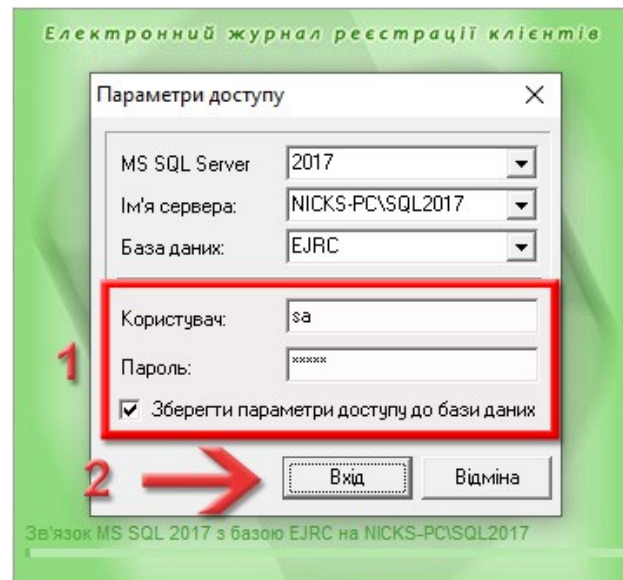 Електронний журнал реєстрації клієнтів
Параметри доступу
MS SQL Server 2017
Ім'я сервера: NICKS-PC\SQL2017
База даних: EJRC
Користувач: sa
1
Пароль: xxxxx
Зберегти параметри доступу до бази даних
2 Вхід Відміна
Зв'язок MS SQL 2017 з базою EJRC на NICKS-PC\SQL2017